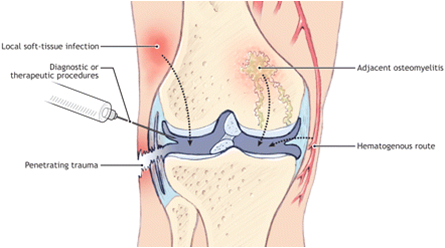 Local soft-tissue infection
Diagnostic or
therapeutic procedures
Penetrating trauma
Adjacent osteomyelitis
Hematogenous route